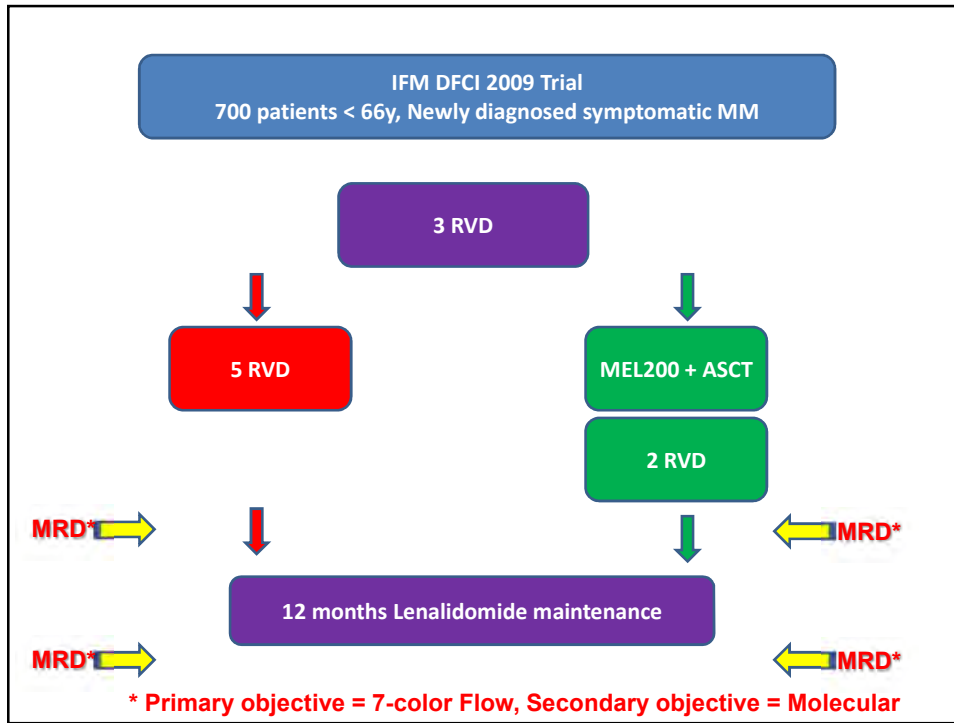 IFM DFCI 2009 Trial
700 patients < 66y, Newly diagnosed symptomatic MM
3 RVD
5 RVD
MEL200 + ASCT
2 RVD
MRD*
MRD*
12 months Lenalidomide maintenance
MRD*
MRD*
* Primary objective = 7-color Flow, Secondary objective = Molecular